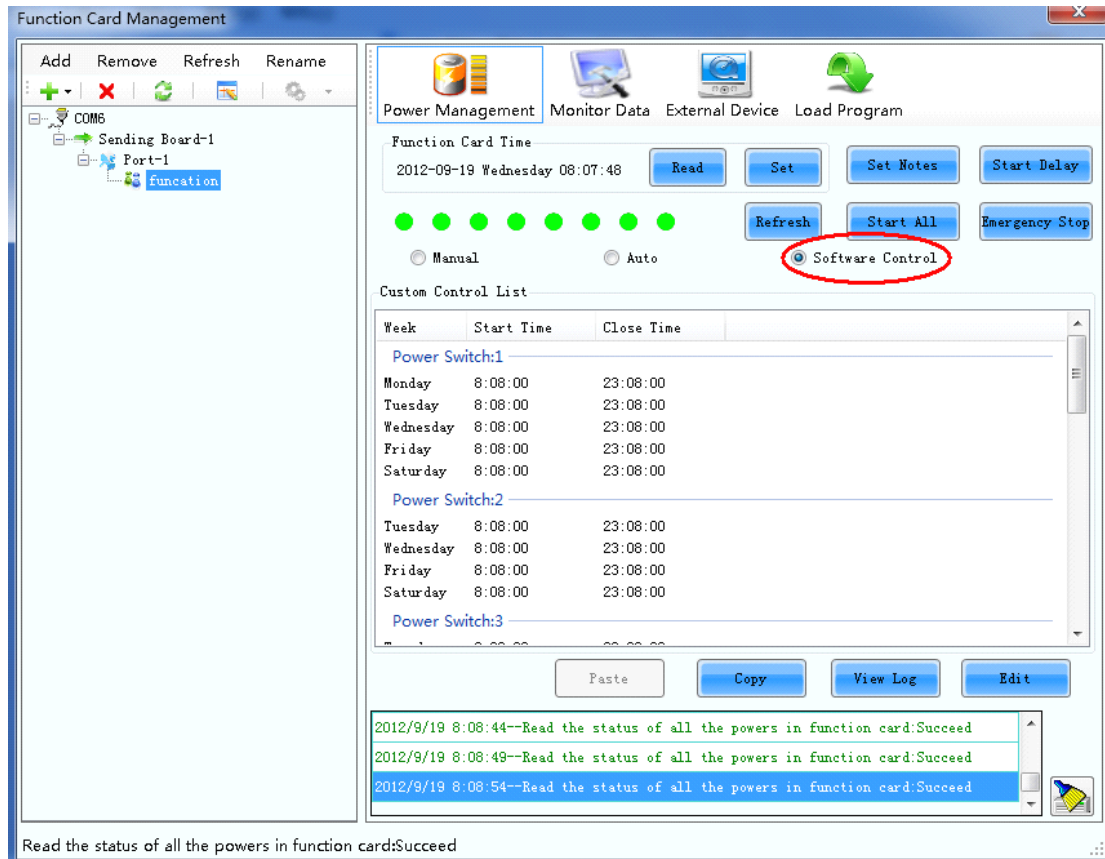 Function Card Management
Add Remove Refresh Rename
COM6
Sending Board-1
Port-1
funcation
Power Management Monitor Data External Device Load Program
Function Card Time
2012-09-19 Wednesday 08:07:48 Read Set Set Notes Start Delay
Refresh Start All Emergency Stop
Manual Auto Software Control
Custom Control List
Week Start Time Close Time
Power Switch:1
Monday 8:08:00 23:08:00
Tuesday 8:08:00 23:08:00
Wednesday 8:08:00 23:08:00
Friday 8:08:00 23:08:00
Saturday 8:08:00 23:08:00
Power Switch:2
Tuesday 8:08:00 23:08:00
Wednesday 8:08:00 23:08:00
Friday 8:08:00 23:08:00
Saturday 8:08:00 23:08:00
Power Switch:3
Paste Copy View Log Edit
2012/9/19 8:08:44--Read the status of all the powers in function card:Succeed
2012/9/19 8:08:49--Read the status of all the powers in function card:Succeed
2012/9/19 8:08:54--Read the status of all the powers in function card:Succeed
Read the status of all the powers in function card:Succeed